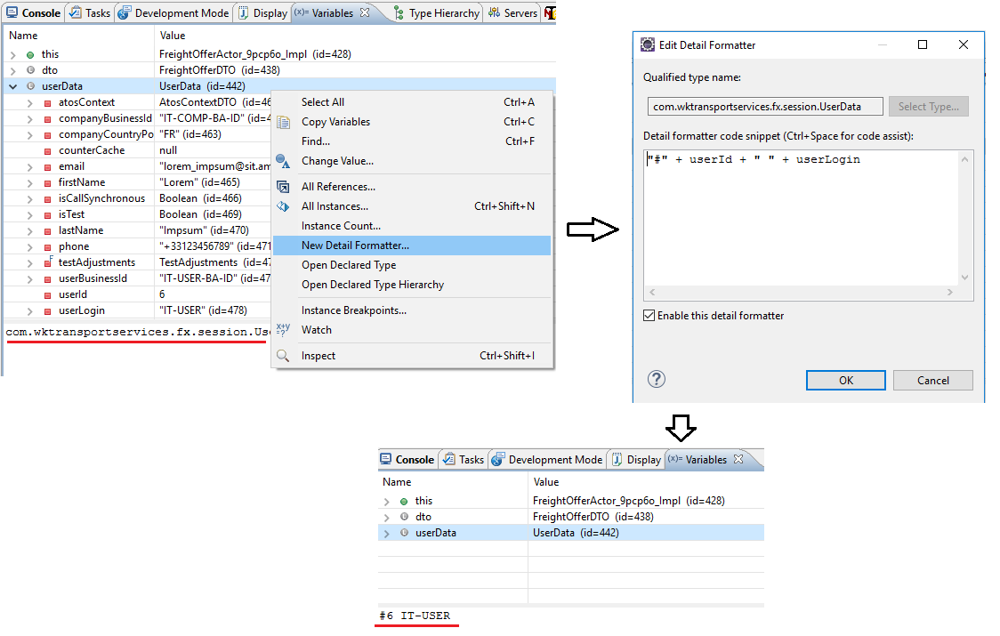 Console Tasks Development Mode Display (x)= Variables Type Hierarchy Servers
Name Value
this FreightOfferActor_9pcp6o_Impl (id=428)
dto FreightOfferDTO (id=438)
userData UserData (id=442)
atosContext AtosContextDTO (id=46
companyBusinessId "IT-COMP-BA-ID" (id=4
companyCountryPo "FR" (id=463)
counterCache null
email "lorem_impsum@sit.am
firstName "Lorem" (id=465)
isCallSynchronous Boolean (id=466)
isTest Boolean (id=469)
lastName "Impsum" (id=470)
phone "+33123456789" (id=471
testAdjustments TestAdjustments (id=47
userBusinessId "IT-USER-BA-ID" (id=47
userId 6
userLogin "IT-USER" (id=478)
com.wktransportservices.fx.session.Use
Select All Ctrl+A
Copy Variables Ctrl+C
Find... Ctrl+F
Change Value...
All References...
All Instances... Ctrl+Shift+N
Instance Count...
New Detail Formatter...
Open Declared Type
Open Declared Type Hierarchy
Instance Breakpoints...
x+y =? Watch
Inspect Ctrl+Shift+I
Edit Detail Formatter
Qualified type name:
com.wktransportservices.fx.session.UserData Select Type...
Detail formatter code snippet (Ctrl+Space for code assist):
"#" + userId + " " + userLogin
Enable this detail formatter
? OK Cancel
Console Tasks Development Mode Display (x)= Variables
Name Value
this FreightOfferActor_9pcp6o_Impl (id=428)
dto FreightOfferDTO (id=438)
userData UserData (id=442)
#6 IT-USER